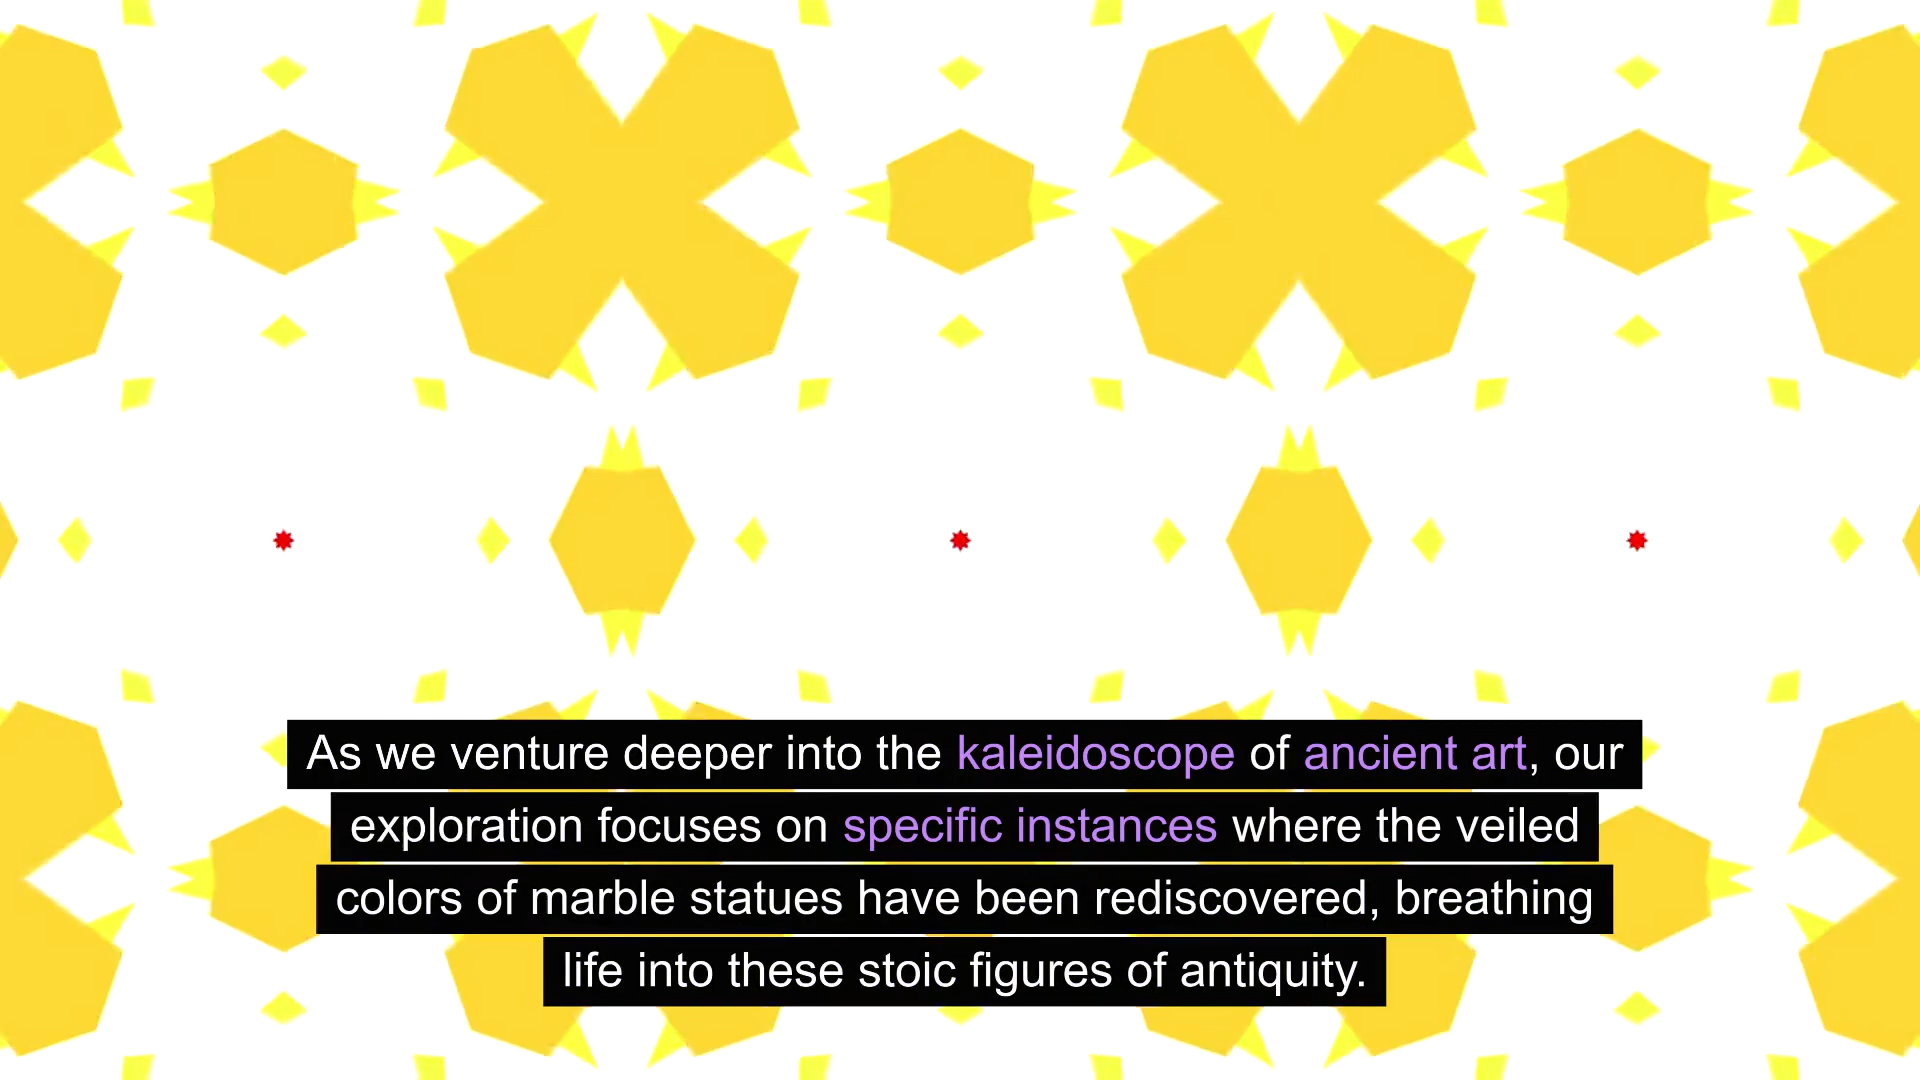 As we venture deeper into the kaleidoscope of ancient art, our
exploration focuses on specific instances where the veiled
colors of marble statues have been rediscovered, breathing
life into these stoic figures of antiquity.